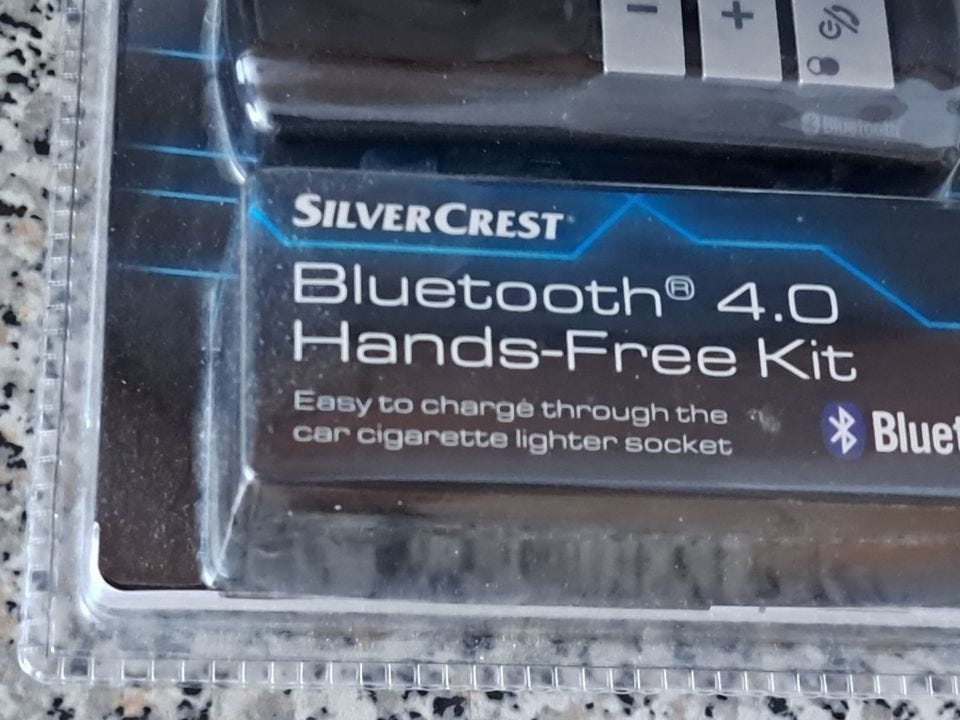 − +
Bluetooth
SILVERCREST
Bluetooth® 4.0
Hands-Free Kit
Easy to charge through the
car cigarette lighter socket
Bluet